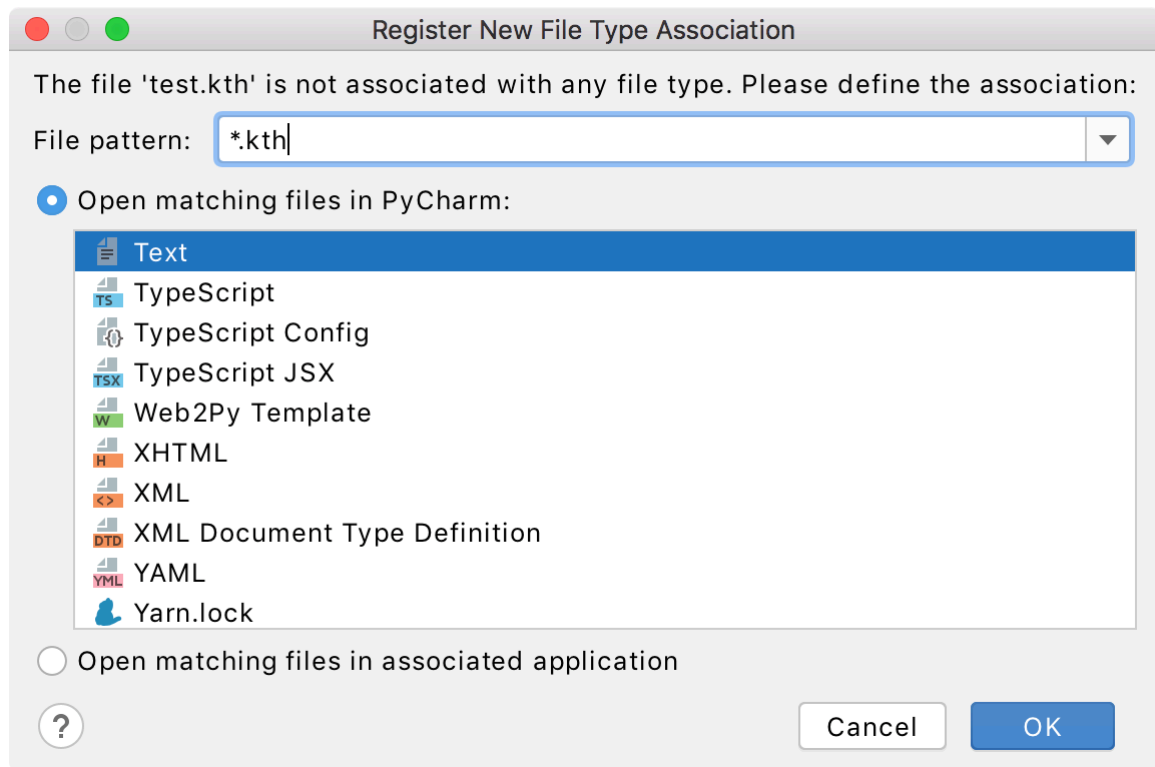 Register New File Type Association
The file 'test.kth' is not associated with any file type. Please define the association:
File pattern: *.kth
Open matching files in PyCharm:
Text
TS TypeScript
{} TypeScript Config
TSX TypeScript JSX
W Web2Py Template
H XHTML
<> XML
DTD XML Document Type Definition
YML YAML
Yarn.lock
Open matching files in associated application
? Cancel OK